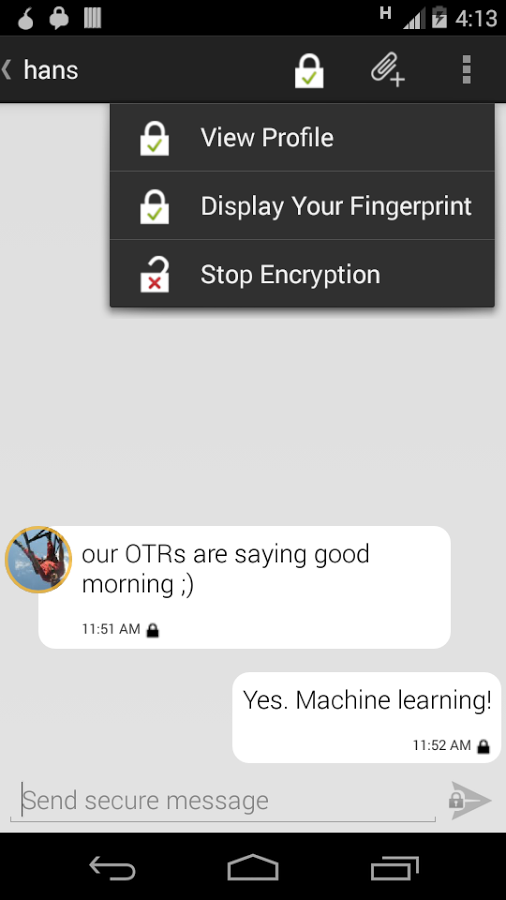 H 4:13
hans
View Profile
Display Your Fingerprint
Stop Encryption
our OTRs are saying good
morning ;)
11:51 AM
Yes. Machine learning!
11:52 AM
Send secure message